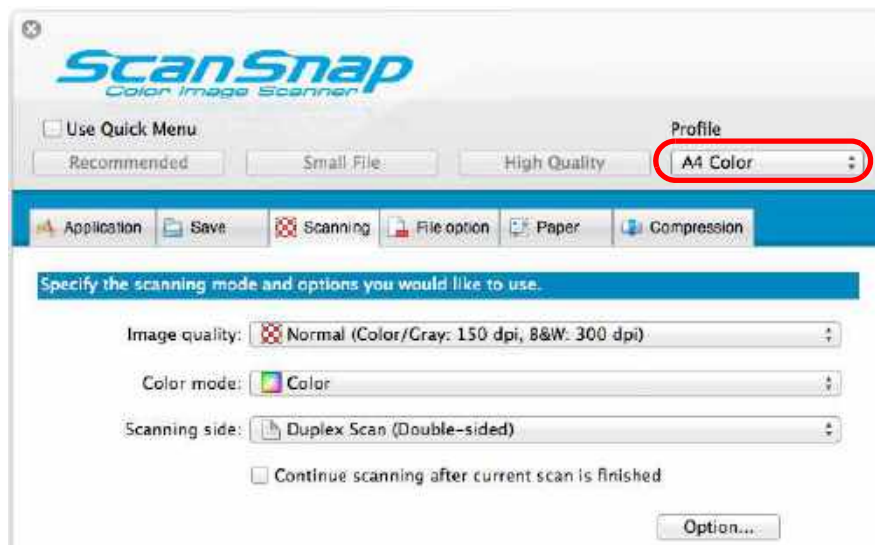 ScanSnap
Color Image Scanner
Use Quick Menu
Profile
Recommended Small File High Quality A4 Color
Application Save Scanning File option Paper Compression
Specify the scanning mode and options you would like to use.
Image quality: Normal (Color/Gray: 150 dpi, B&W: 300 dpi)
Color mode: Color
Scanning side: Duplex Scan (Double-sided)
Continue scanning after current scan is finished
Option...